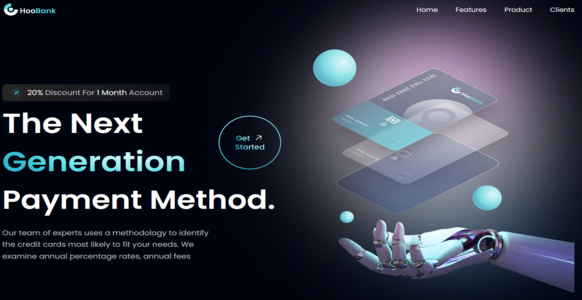 HooBank
Home Features Product Clients
20% Discount For 1 Month Account
The Next
Generation
Payment Method.
Get
Started
Our team of experts uses a methodology to identify
the credit cards most likely to fit your needs. We
examine annual percentage rates, annual fees
HooBank